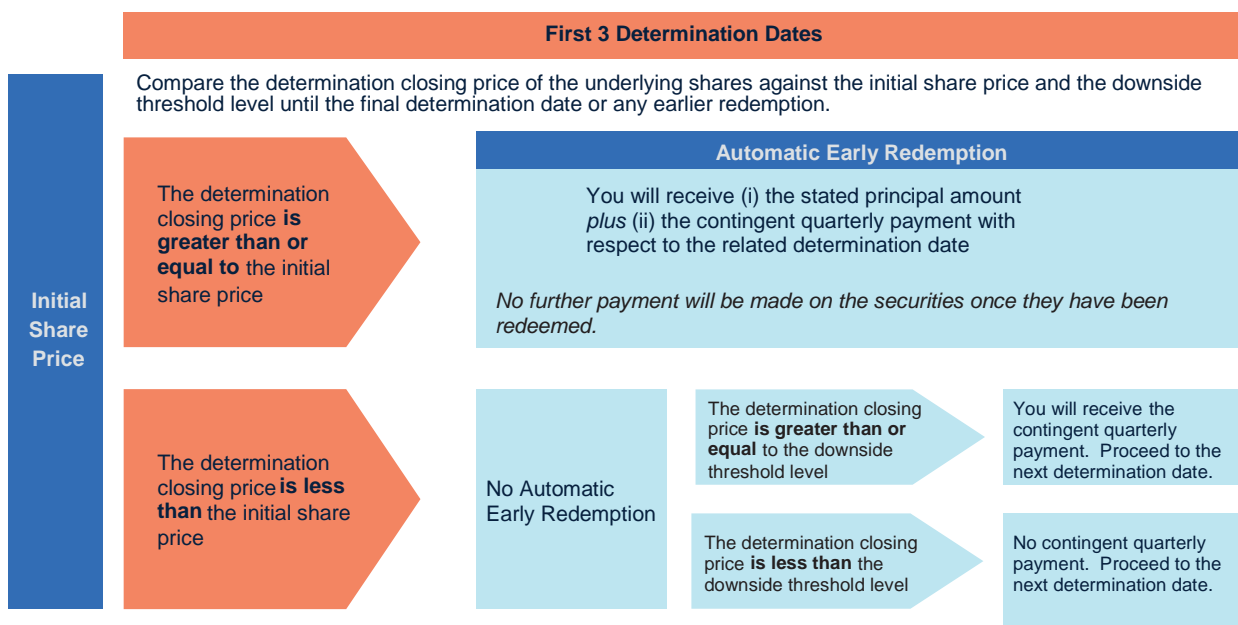 First 3 Determination Dates
Compare the determination closing price of the underlying shares against the initial share price and the downside
threshold level until the final determination date or any earlier redemption.
Initial
Share
Price
The determination
closing price is
greater than or
equal to the initial
share price
Automatic Early Redemption
You will receive (i) the stated principal amount
plus (ii) the contingent quarterly payment with
respect to the related determination date
No further payment will be made on the securities once they have been
redeemed.
The determination
closing price is less
than the initial share
price
No Automatic
Early Redemption
The determination closing
price is greater than or
equal to the downside
threshold level
You will receive the
contingent quarterly
payment. Proceed to the
next determination date.
The determination closing
price is less than the
downside threshold level
No contingent quarterly
payment. Proceed to the
next determination date.